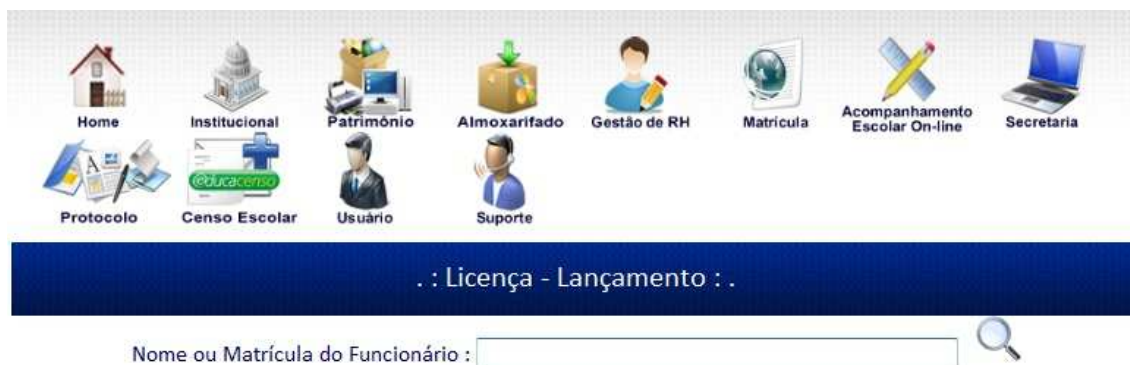 Home Institucional Patrimônio Almoxarifado Gestão de RH Matrícula Acompanhamento Escolar On-line Secretaria
educacenso
Protocolo Censo Escolar Usuário Suporte
. : Licença - Lançamento : .
Nome ou Matrícula do Funcionário :